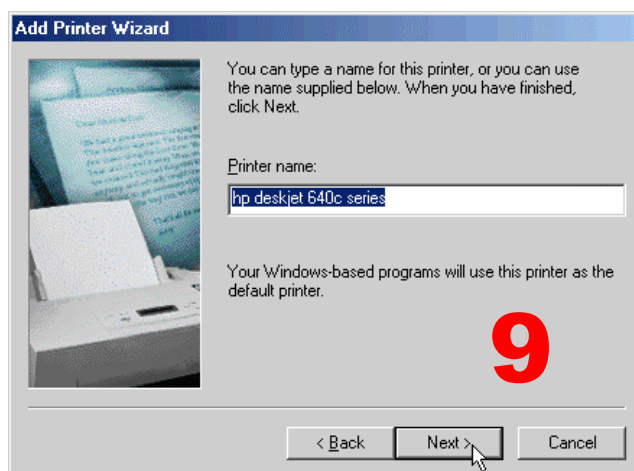 Add Printer Wizard
You can type a name for this printer, or you can use
the name supplied below. When you have finished,
click Next.
Printer name:
hp deskjet 640c series
Your Windows-based programs will use this printer as the
default printer.
9
< Back
Next >
Cancel